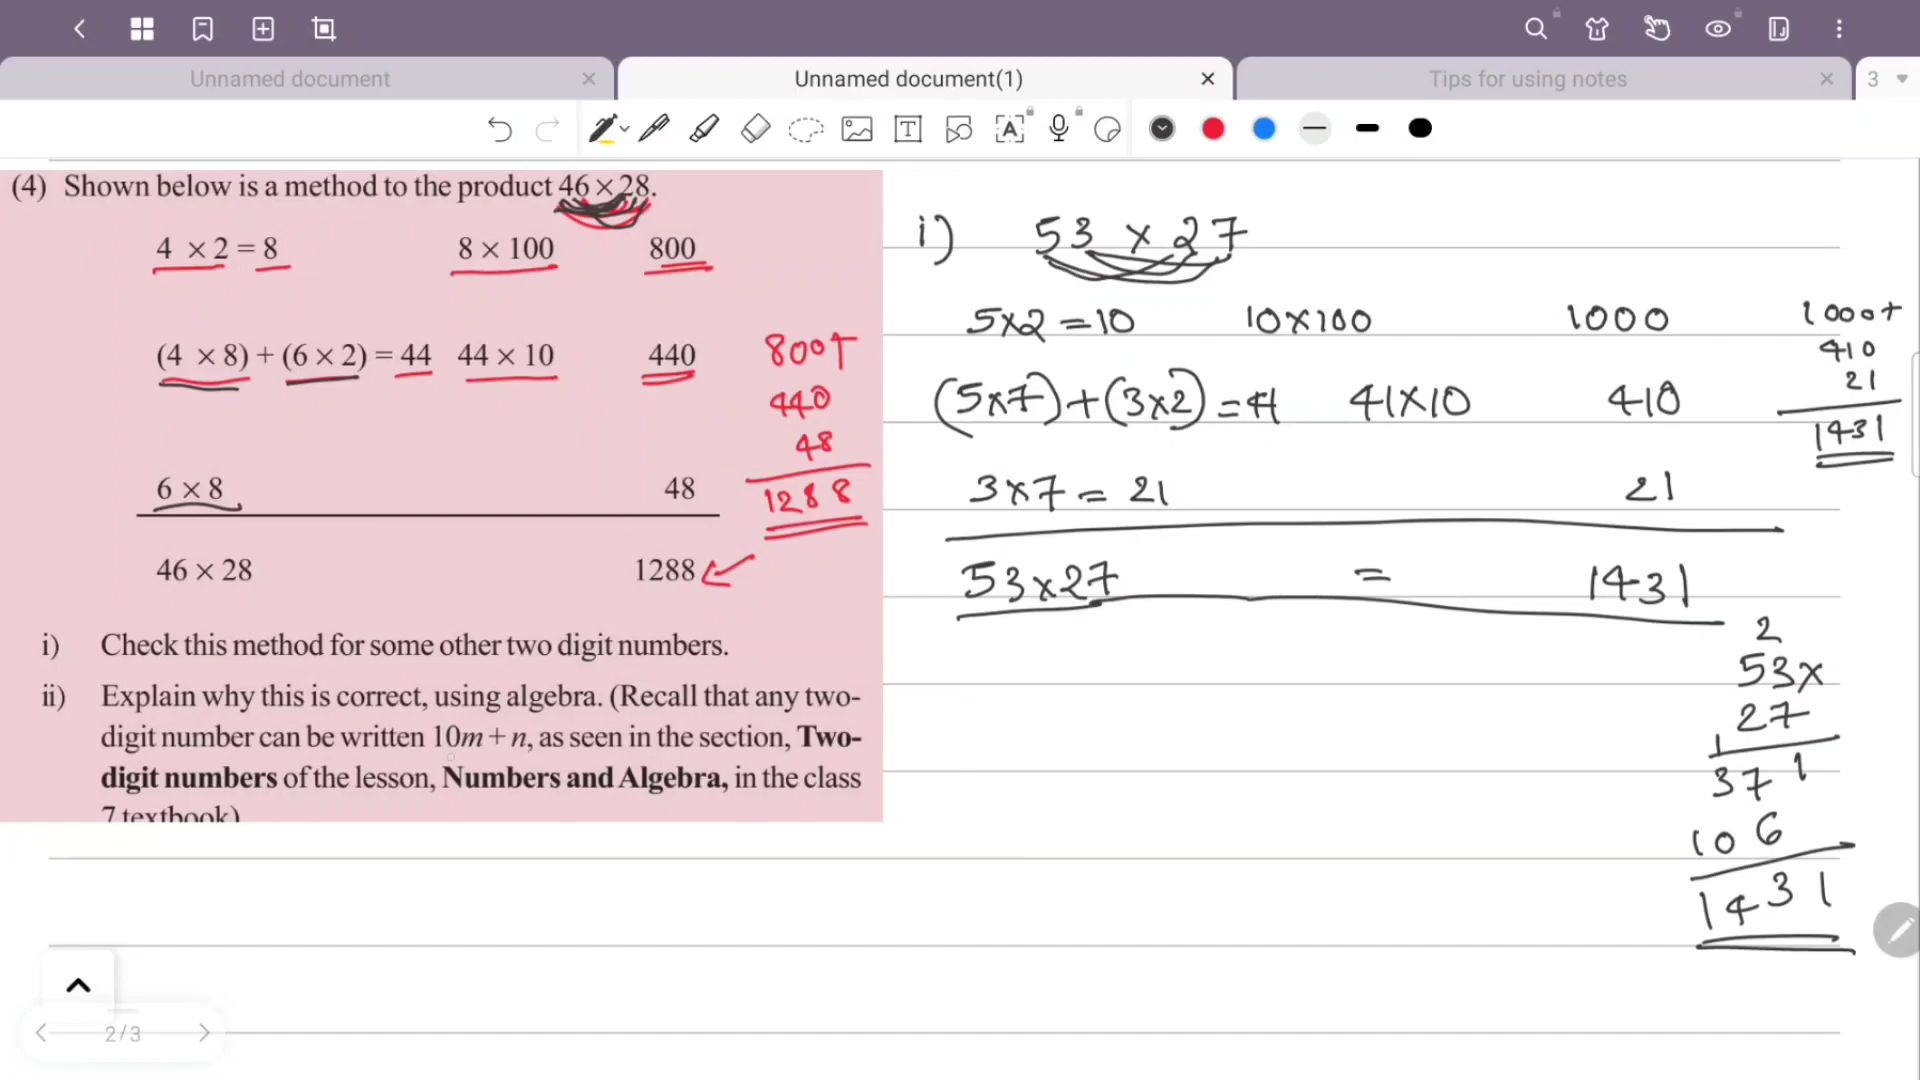 Unnamed document
Unnamed document(1)
Tips for using notes
3
(4) Shown below is a method to the product 46 × 28.
4 × 2 = 8 8 × 100 800
(4 × 8) + (6 × 2) = 44 44 × 10 440
6 × 8 48
46 × 28 1288
800+
440
48
1288
i) Check this method for some other two digit numbers.
ii) Explain why this is correct, using algebra. (Recall that any two-
digit number can be written 10m + n, as seen in the section, Two-
digit numbers of the lesson, Numbers and Algebra, in the class
7 textbook)
i) 53 × 27
5×2 =10 10×100 1000
(5×7)+(3×2) =41 41×10 410
3×7 = 21 21
53×27 = 1431
1000+
410
21
1431
2
53×
27
1
371
106
1431
2/3